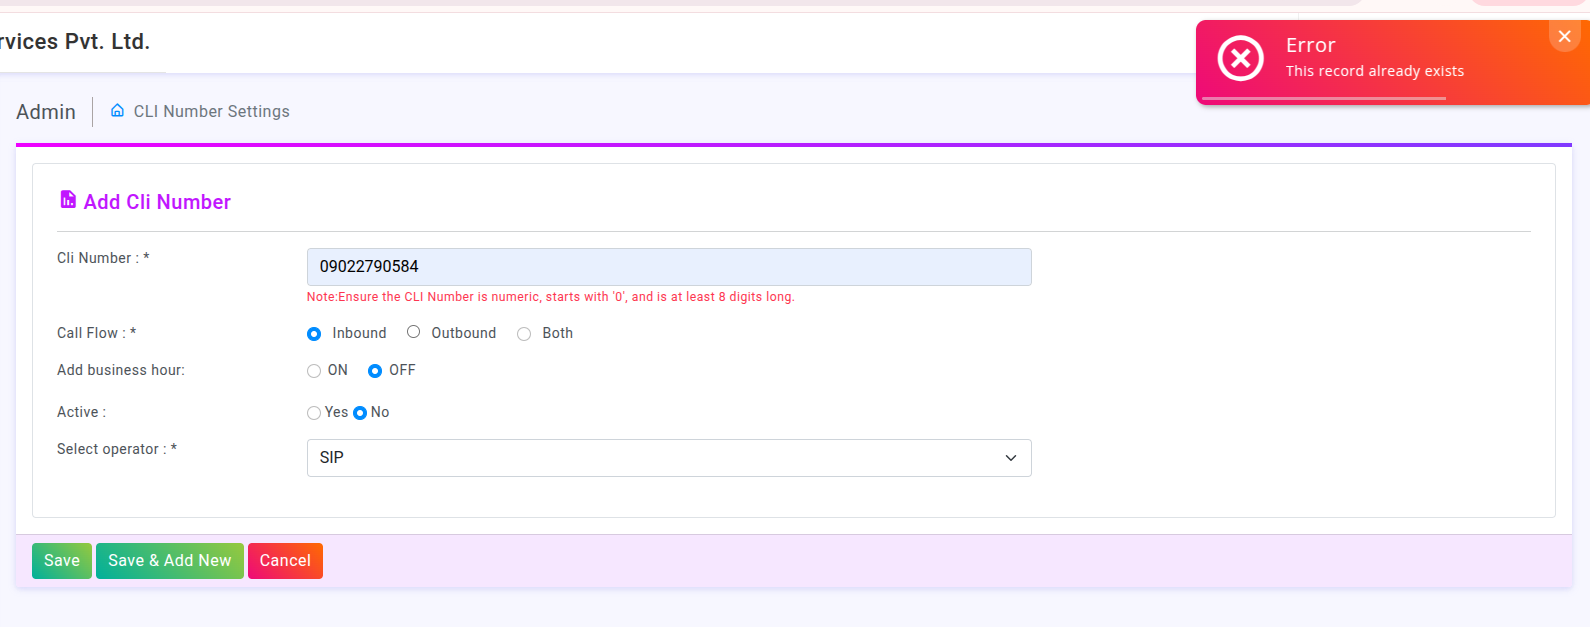 rvices Pvt. Ltd.
Error
This record already exists
Admin
CLI Number Settings
Add Cli Number
Cli Number : *
09022790584
Note:Ensure the CLI Number is numeric, starts with '0', and is at least 8 digits long.
Call Flow : *
Inbound Outbound Both
Add business hour:
ON OFF
Active :
Yes No
Select operator : *
SIP
Save Save & Add New Cancel